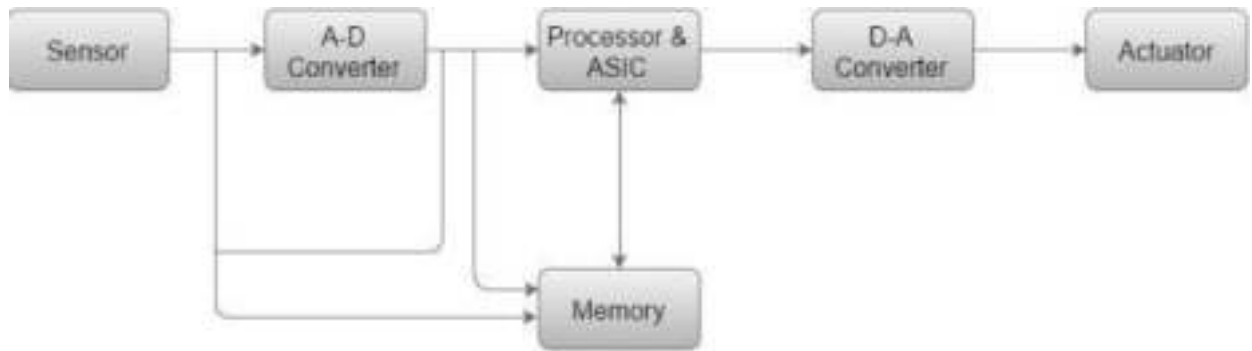 Sensor
A-D
Converter
Processor &
ASIC
D-A
Converter
Actuator
Memory